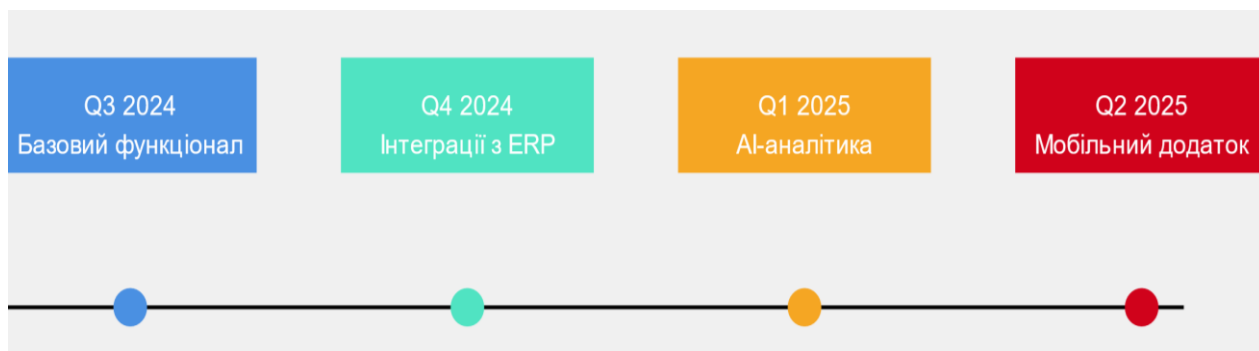 Q3 2024
Базовий функціонал
Q4 2024
Інтеграції з ERP
Q1 2025
AI-аналітика
Q2 2025
Мобільний додаток